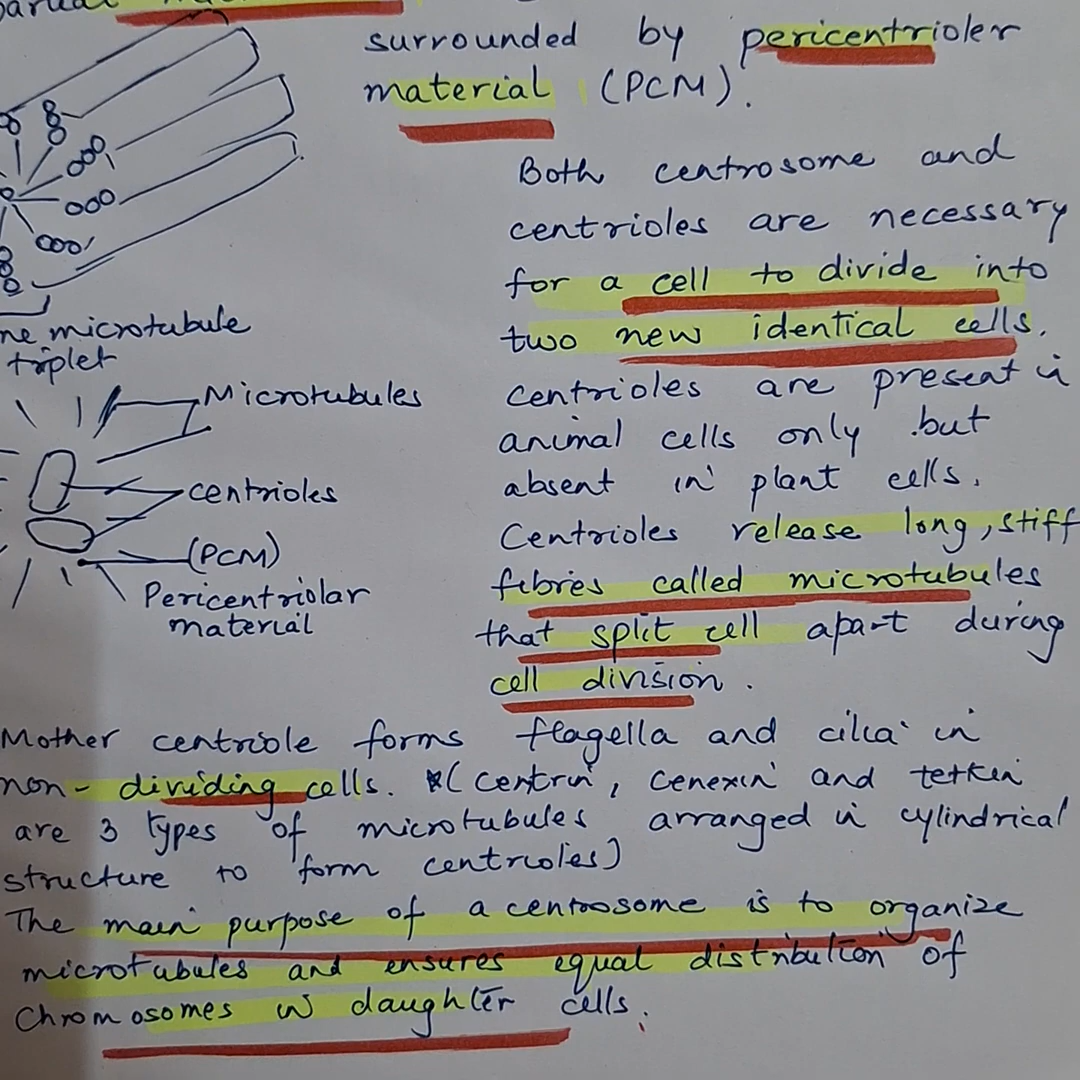 surrounded by pericentrioler
material (PCM).
Both centrosome and
centrioles are necessary
for a cell to divide into
two new identical cells.
ne microtubule
triplet
Microtubules
centrioles
(PCM)
Pericentriolar
material
centrioles are present in
animal cells only but
absent in plant cells.
Centrioles release long, stiff
fibres called microtubules
that split cell apart during
cell division.
Mother centriole forms flagella and cilia in
non-dividing cells. *(centrin, cenexin and tektin
are 3 types of microtubules arranged in cylindrical
structure to form centrioles)
The main purpose of a centrosome is to organize
microtubules and ensures equal distribution of
Chromosomes in daughter cells.